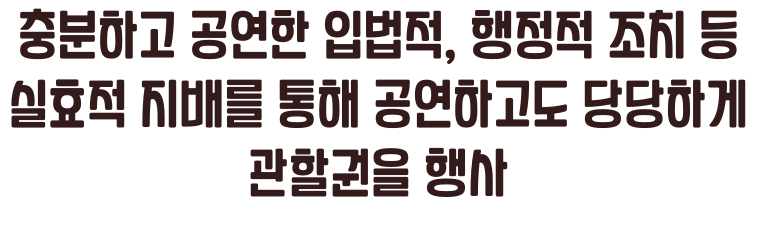 충분하고 공연한 입법적, 행정적 조치 등
실효적 지배를 통해 공연하고도 당당하게
관할권을 행사